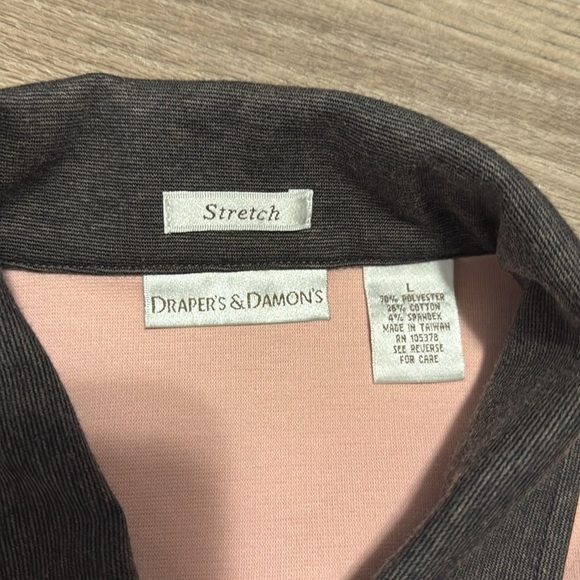 Stretch
DRAPER'S & DAMON'S
L
70% POLYESTER
26% COTTON
4% SPANDEX
MADE IN TAIWAN
RN 105378
SEE REVERSE
FOR CARE